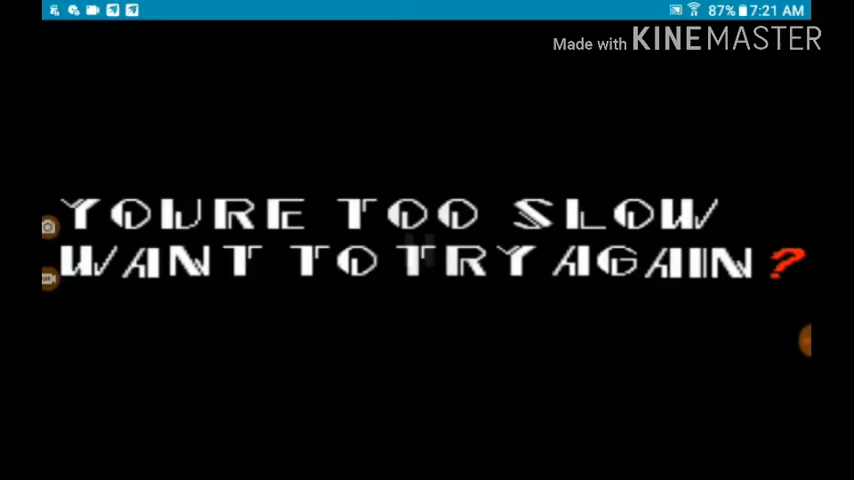 87% 7:21 AM
Made with KINEMASTER
YOURE TOO SLOW
WANT TO TRY AGAIN ?